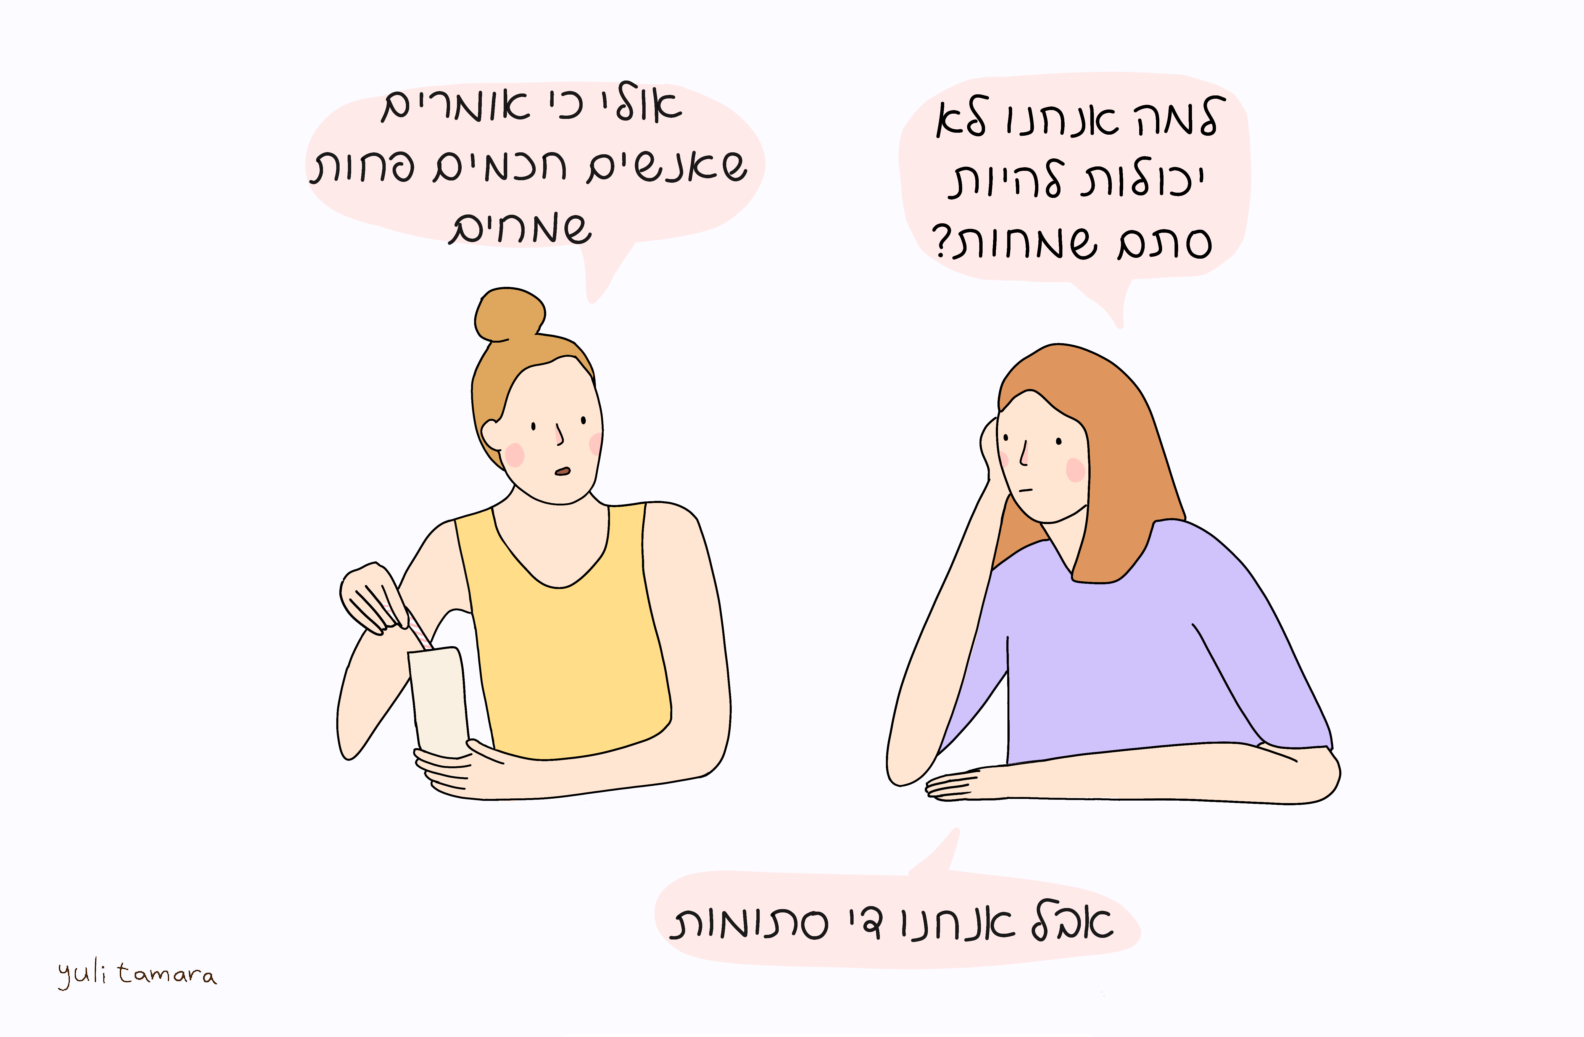 למה אנחנו לא
יכולות להיות
סתם שמחות?
אולי כי אומרים
שאנשים חכמים פחות
שמחים
אבל אנחנו די סתומות
yuli tamara